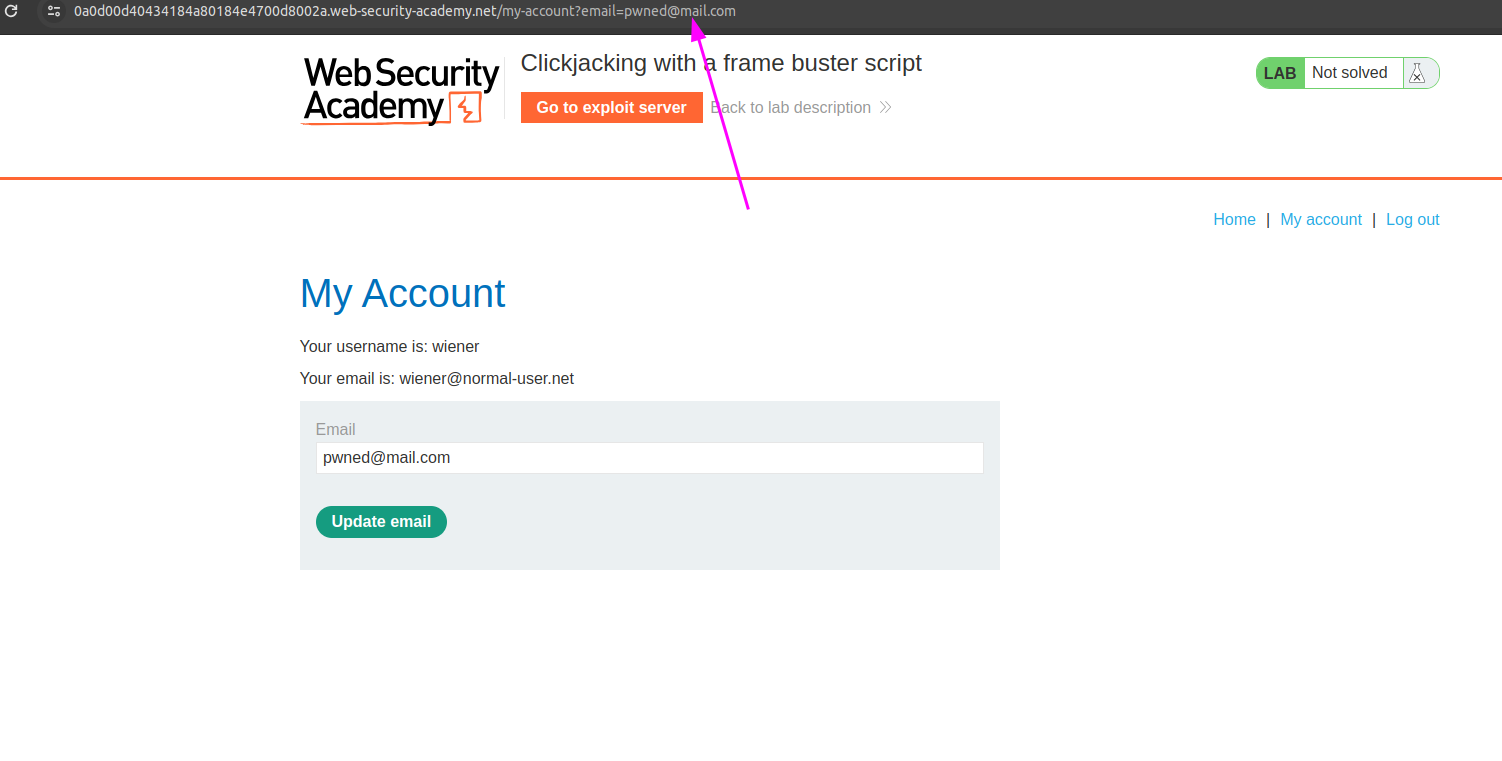 0a0d00d40434184a80184e4700d8002a.web-security-academy.net/my-account?email=pwned@mail.com
Web Security
Academy
Clickjacking with a frame buster script
Go to exploit server
Back to lab description
LAB Not solved
Home | My account | Log out
My Account
Your username is: wiener
Your email is: wiener@normal-user.net
Email
pwned@mail.com
Update email